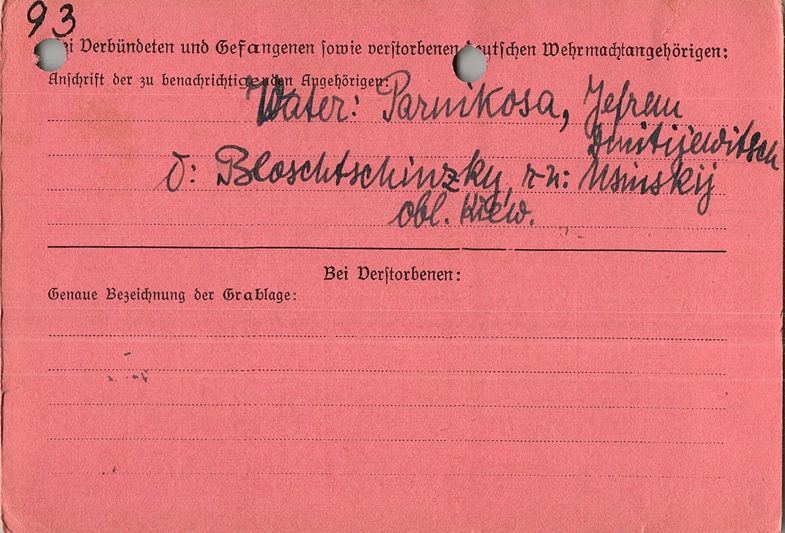 93
Bei Verbündeten und Gefangenen sowie verstorbenen deutschen Wehrmachtangehörigen:
Anschrift der zu benachrichtigenden Angehörigen:
Water: Parnikosa, Jefrem
Dmitijewitsch
d: Bloschtschinzky, r-n: Usinskij
obl. Kiew.
Bei Verstorbenen:
Genaue Bezeichnung der Grablage: